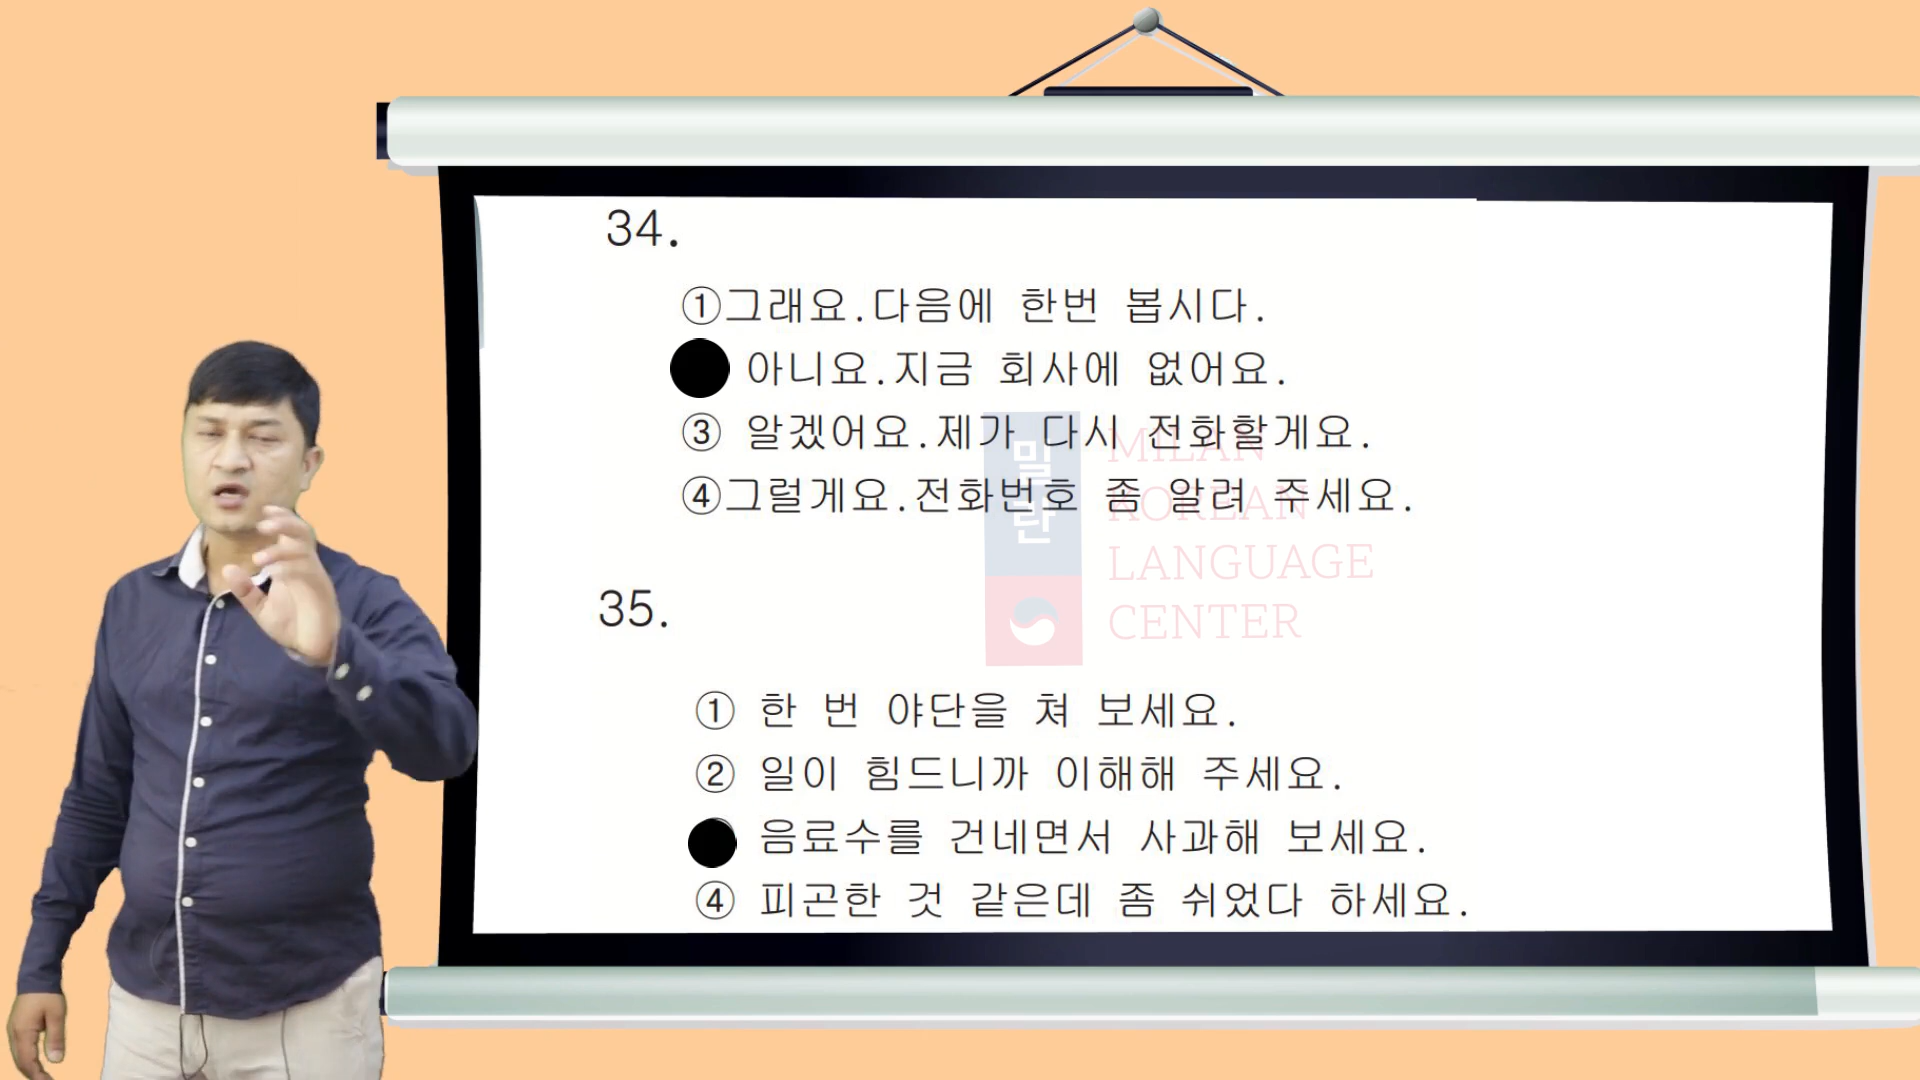 34.
①그래요.다음에 한번 봅시다.
아니요.지금 회사에 없어요.
③ 알겠어요.제가 다시 전화할게요.
④그럴게요.전화번호 좀 알려 주세요.
밀란
MILAN
KOREAN
LANGUAGE
CENTER
35.
① 한 번 야단을 쳐 보세요.
② 일이 힘드니까 이해해 주세요.
음료수를 건네면서 사과해 보세요.
④ 피곤한 것 같은데 좀 쉬었다 하세요.